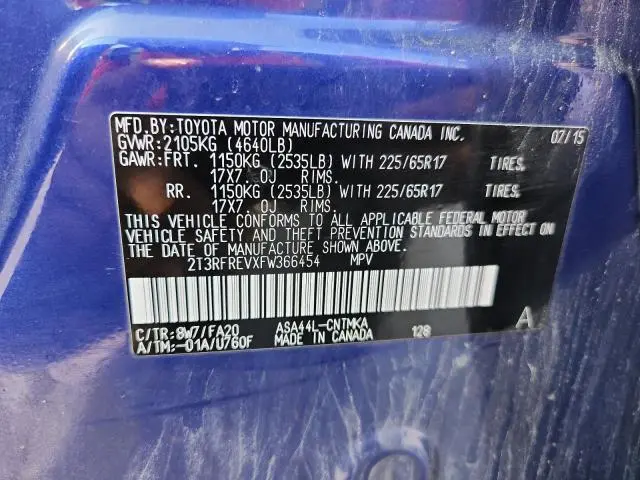 MFD.BY:TOYOTA MOTOR MANUFACTURING CANADA INC. 07/15
GVWR:2105KG (4640LB)
GAWR:FRT. 1150KG (2535LB) WITH 225/65R17 TIRES.
17X7. 0J RIMS.
RR. 1150KG (2535LB) WITH 225/65R17 TIRES.
17X7. 0J RIMS.
THIS VEHICLE CONFORMS TO ALL APPLICABLE FEDERAL MOTOR
VEHICLE SAFETY AND THEFT PREVENTION STANDARDS IN EFFECT ON
THE DATE OF MANUFACTURE SHOWN ABOVE.
2T3RFREVXFW366454 MPV
C/TR:8W7/FA20 ASA44L-CNTMKA 128 A
A/TM:-01A/U760F MADE IN CANADA